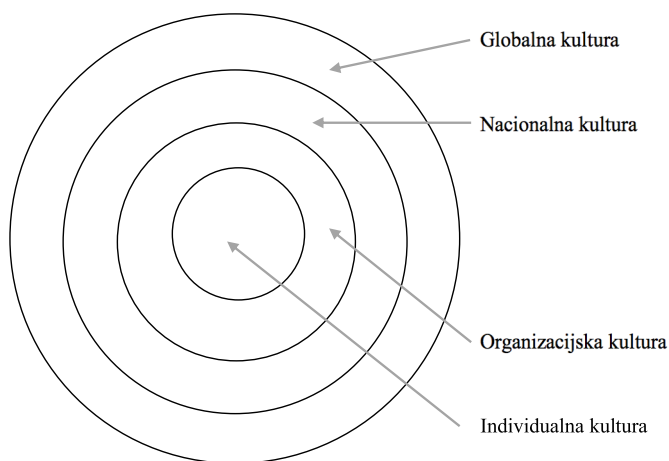 Globalna kultura
Nacionalna kultura
Organizacijska kultura
Individualna kultura